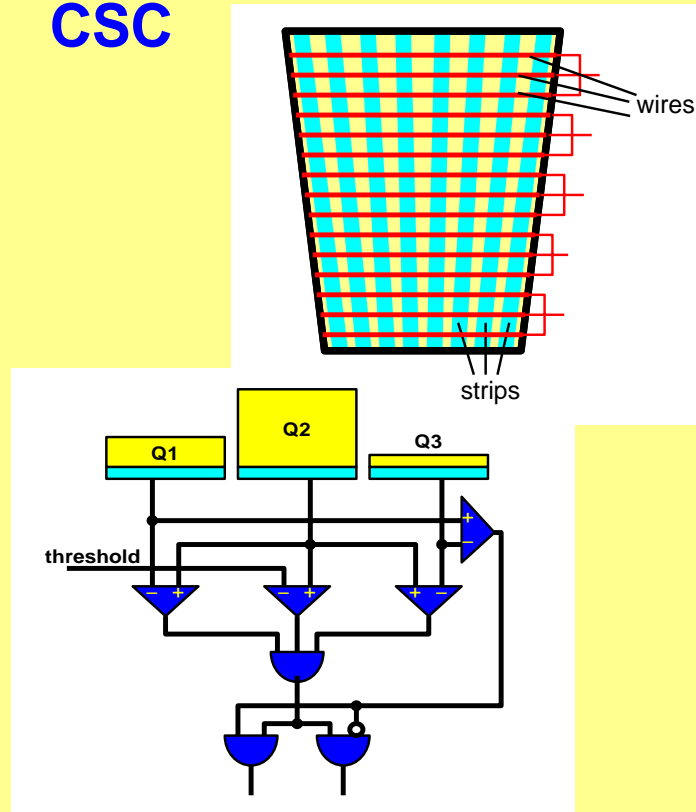 CSC
wires
strips
Q1
Q2
Q3
threshold
+
−
− +
− +
+ −